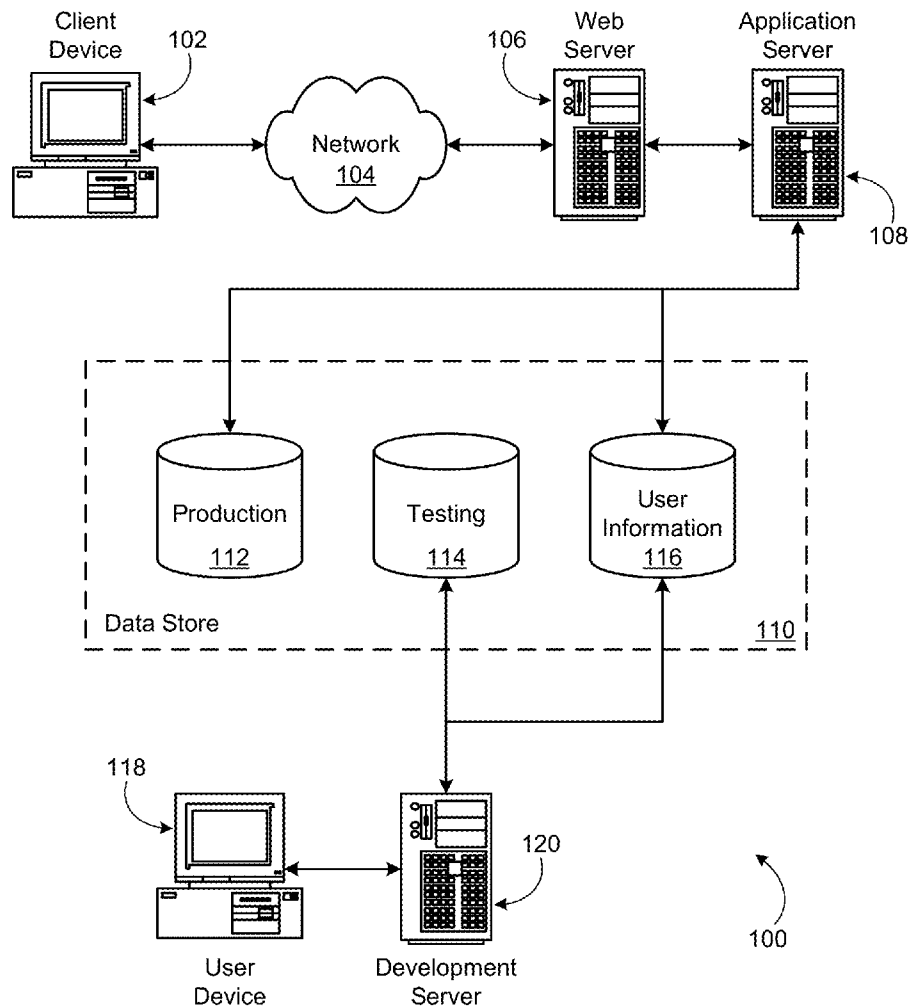 Client
Device
102
106
Web
Server
Application
Server
Network
104
108
Production
112
Testing
114
User
Information
116
Data Store
110
118
120
User
Device
Development
Server
100